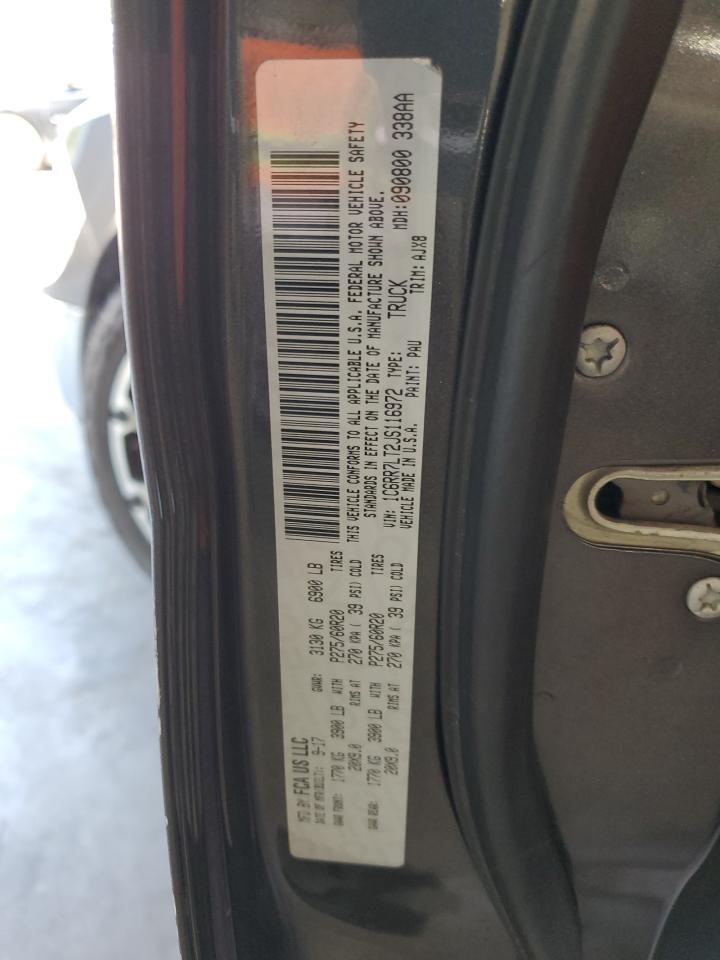 MFD BY: FCA US LLC
DATE OF MFR(BUILT): 9-17 GVWR: 3130 KG 6900 LB
GAWR FRONT: 1770 KG 3900 LB WITH P275/60R20 TIRES
20X9.0 RIMS AT 270 KPA ( 39 PSI) COLD
GAWR REAR: 1770 KG 3900 LB WITH P275/60R20 TIRES
20X9.0 RIMS AT 270 KPA ( 39 PSI) COLD
THIS VEHICLE CONFORMS TO ALL APPLICABLE U.S.A. FEDERAL MOTOR VEHICLE SAFETY
STANDARDS IN EFFECT ON THE DATE OF MANUFACTURE SHOWN ABOVE.
VIN: 1C6RR7LT2JS116972 TYPE: TRUCK MDH:090800 338AA
VEHICLE MADE IN U.S.A. PAINT: PAU TRIM: AJX8